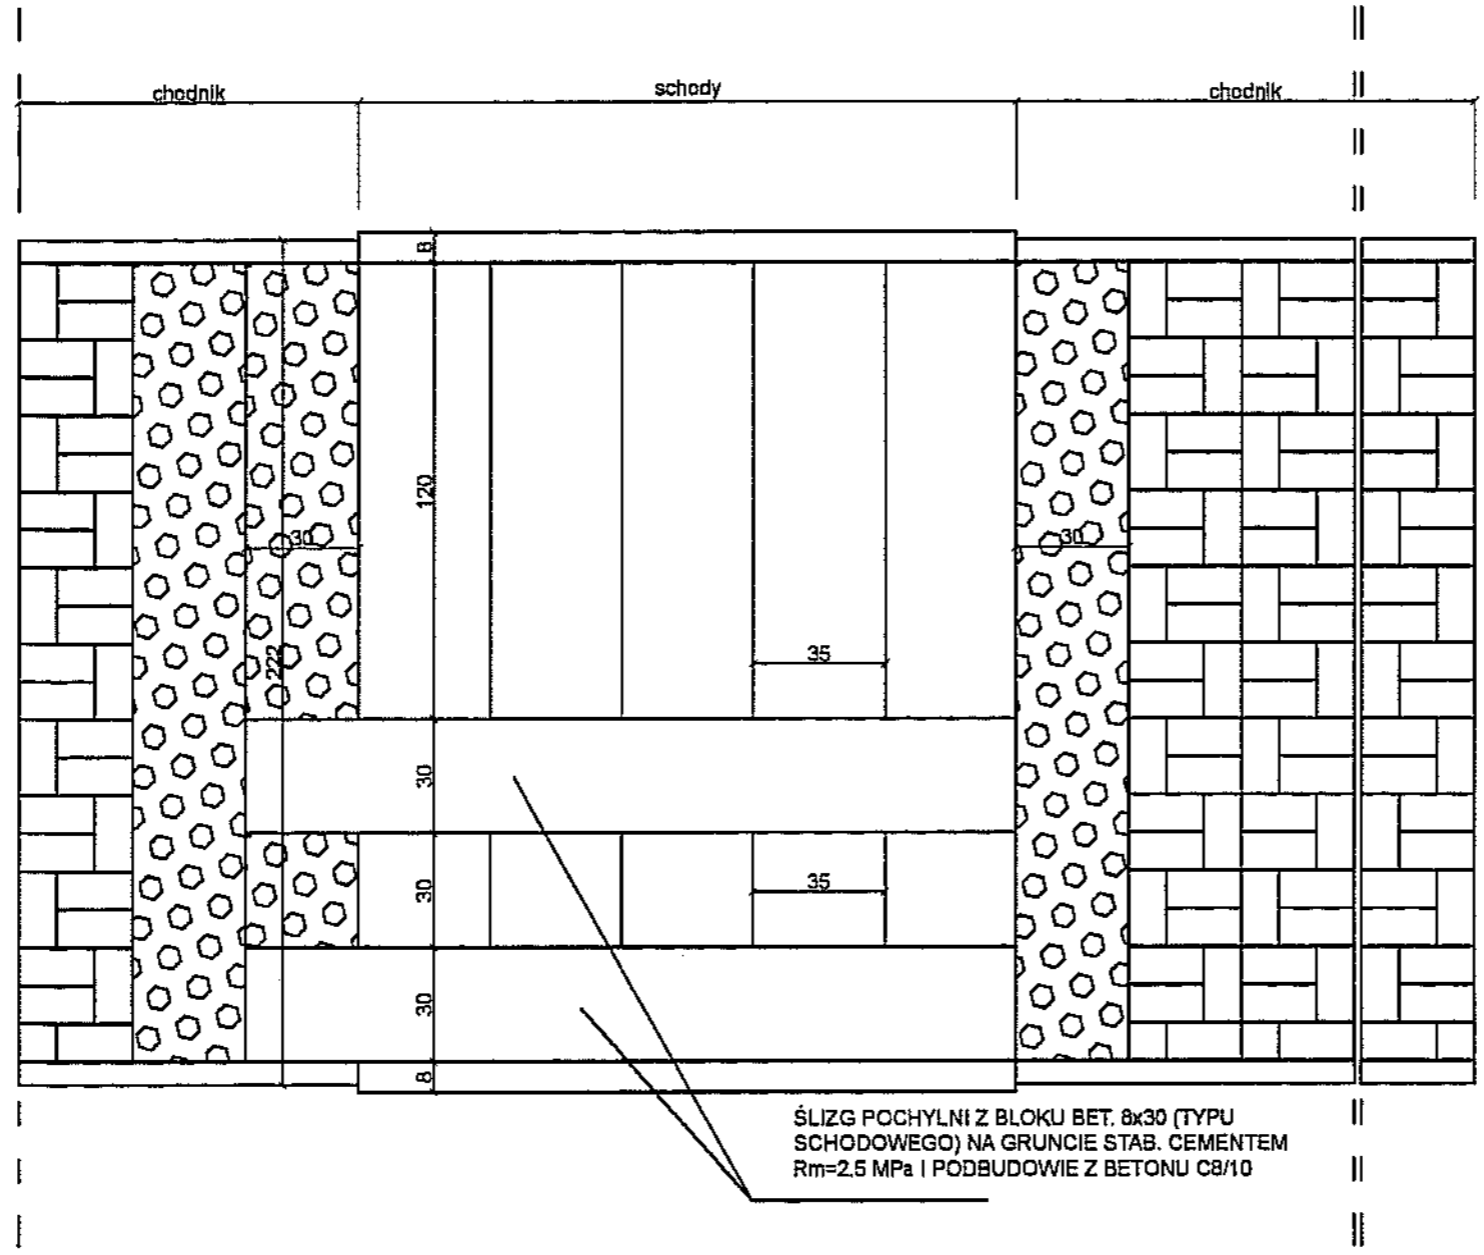 chodnik
schody
chodnik
8
120
30
30
222
35
30
30
35
30
8
ŚLIZG POCHYLNI Z BLOKU BET. 8x30 (TYPU
SCHODOWEGO) NA GRUNCIE STAB. CEMENTEM
Rm=2,5 MPa I PODBUDOWIE Z BETONU C8/10